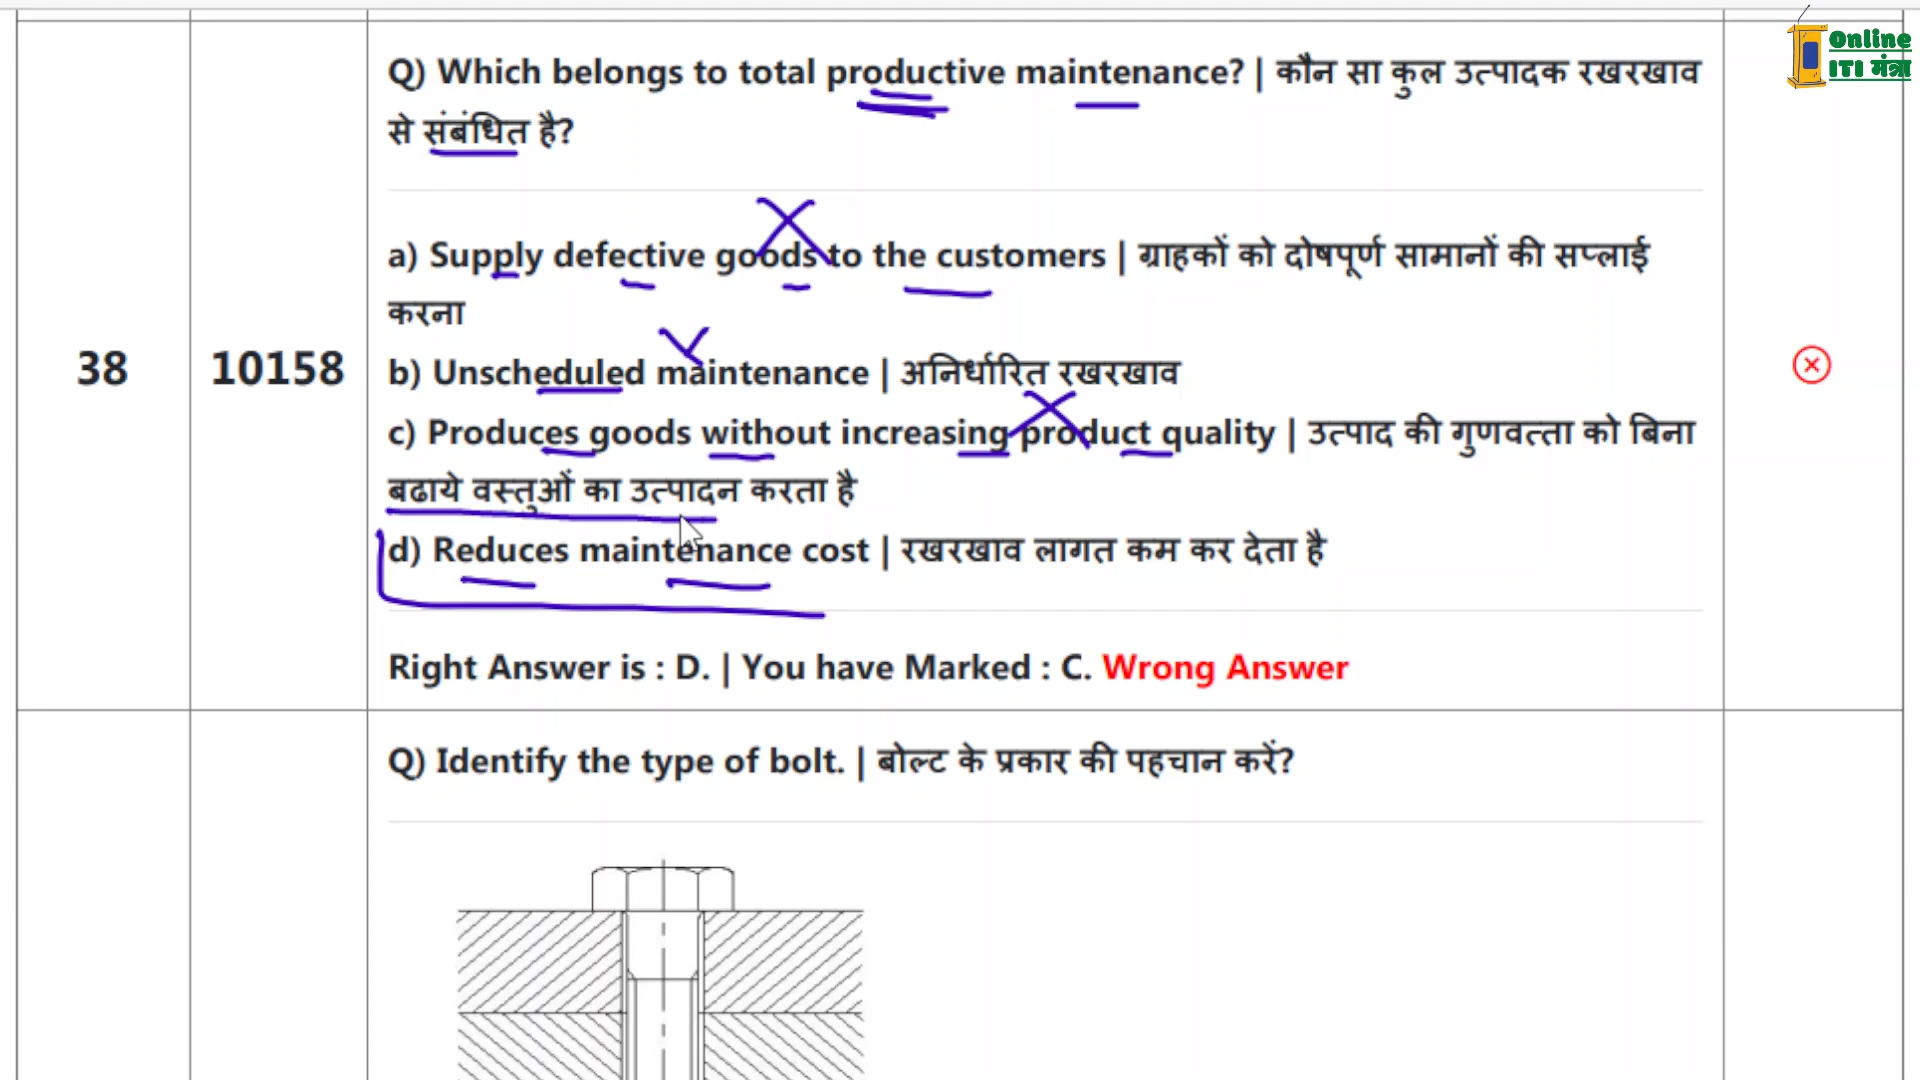 Online
ITI मंत्रा
Q) Which belongs to total productive maintenance? | कौन सा कुल उत्पादक रखरखाव
से संबंधित है?
a) Supply defective goods to the customers | ग्राहकों को दोषपूर्ण सामानों की सप्लाई
करना
38
10158
b) Unscheduled maintenance | अनिर्धारित रखरखाव
c) Produces goods without increasing product quality | उत्पाद की गुणवत्ता को बिना
बढाये वस्तुओं का उत्पादन करता है
d) Reduces maintenance cost | रखरखाव लागत कम कर देता है
Right Answer is : D. | You have Marked : C. Wrong Answer
Q) Identify the type of bolt. | बोल्ट के प्रकार की पहचान करें?